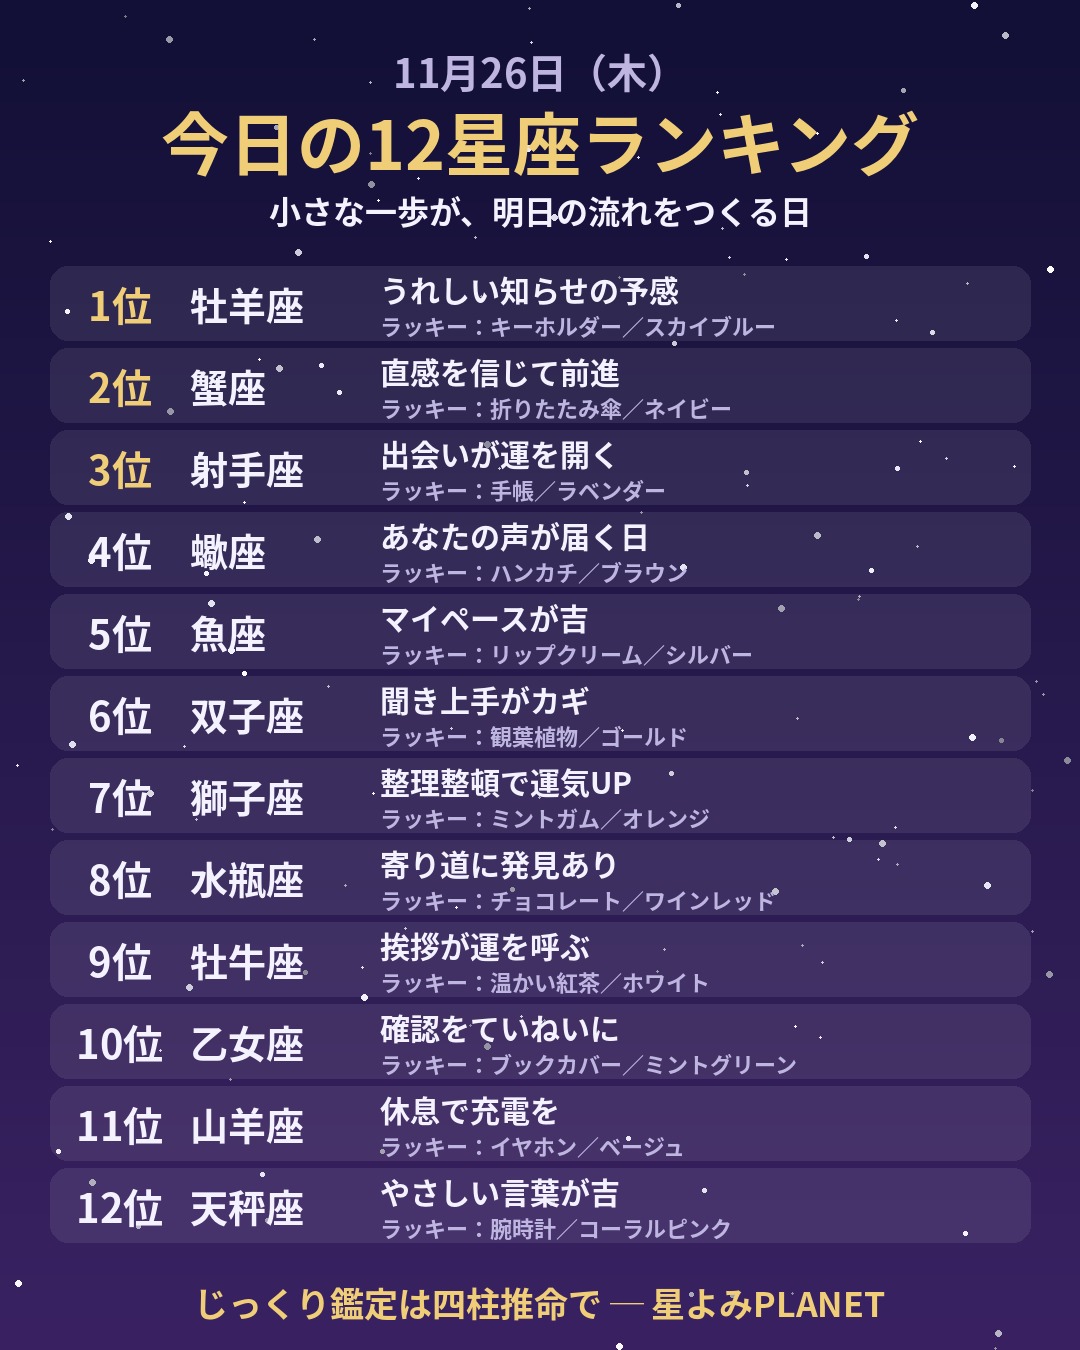 11月26日（木）
今日の12星座ランキング
小さな一歩が、明日の流れをつくる日
1位 牡羊座 うれしい知らせの予感
ラッキー：キーホルダー／スカイブルー
2位 蟹座 直感を信じて前進
ラッキー：折りたたみ傘／ネイビー
3位 射手座 出会いが運を開く
ラッキー：手帳／ラベンダー
4位 蠍座 あなたの声が届く日
ラッキー：ハンカチ／ブラウン
5位 魚座 マイペースが吉
ラッキー：リップクリーム／シルバー
6位 双子座 聞き上手がカギ
ラッキー：観葉植物／ゴールド
7位 獅子座 整理整頓で運気UP
ラッキー：ミントガム／オレンジ
8位 水瓶座 寄り道に発見あり
ラッキー：チョコレート／ワインレッド
9位 牡牛座 挨拶が運を呼ぶ
ラッキー：温かい紅茶／ホワイト
10位 乙女座 確認をていねいに
ラッキー：ブックカバー／ミントグリーン
11位 山羊座 休息で充電を
ラッキー：イヤホン／ベージュ
12位 天秤座 やさしい言葉が吉
ラッキー：腕時計／コーラルピンク
じっくり鑑定は四柱推命で ― 星よみPLANET